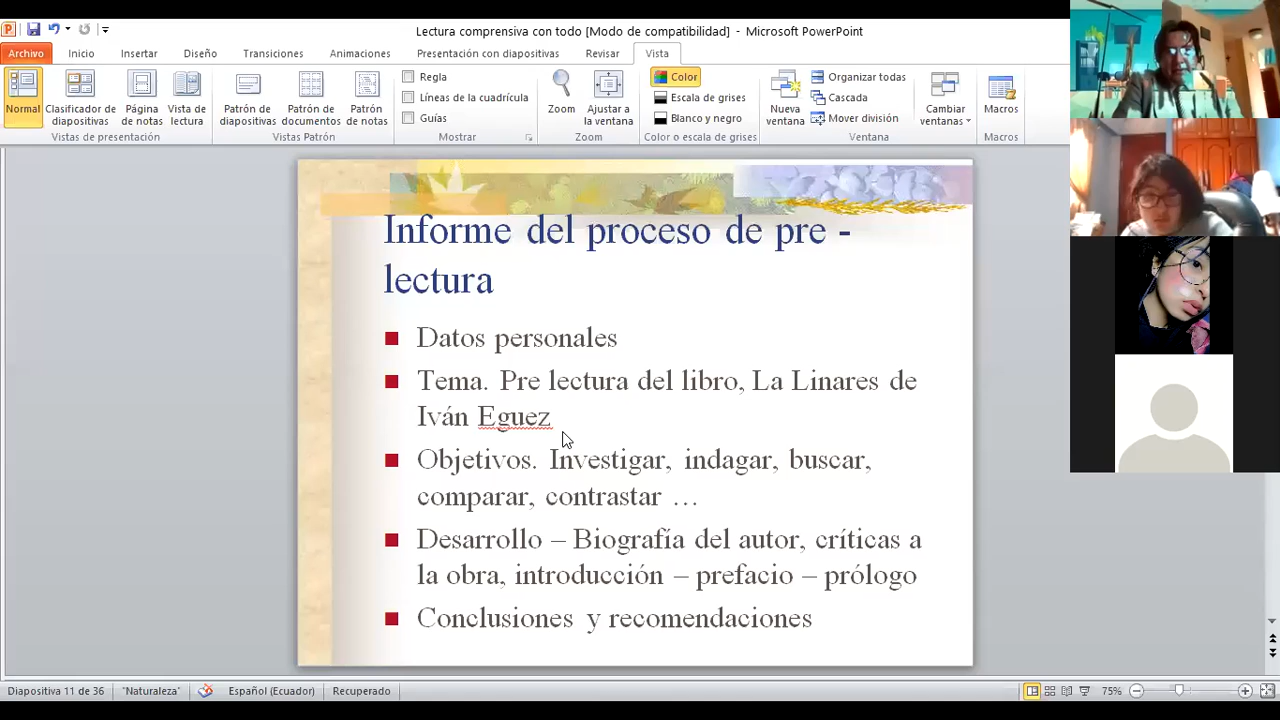 Lectura comprensiva con todo [Modo de compatibilidad] - Microsoft PowerPoint
Archivo Inicio Insertar Diseño Transiciones Animaciones Presentación con diapositivas Revisar Vista
Normal
Clasificador de diapositivas
Página de notas
Vista de lectura
Vistas de presentación
Patrón de diapositivas
Patrón de documentos
Patrón de notas
Vistas Patrón
Regla
Líneas de la cuadrícula
Guías
Mostrar
Zoom
Ajustar a la ventana
Zoom
Color
Escala de grises
Blanco y negro
Color o escala de grises
Nueva ventana
Organizar todas
Cascada
Mover división
Ventana
Cambiar ventanas
Macros
Macros
Informe del proceso de pre -
lectura
Datos personales
Tema. Pre lectura del libro, La Linares de
Iván Eguez
Objetivos. Investigar, indagar, buscar,
comparar, contrastar ...
Desarrollo – Biografía del autor, críticas a
la obra, introducción – prefacio – prólogo
Conclusiones y recomendaciones
Diapositiva 11 de 36 "Naturaleza" Español (Ecuador) Recuperado 75%